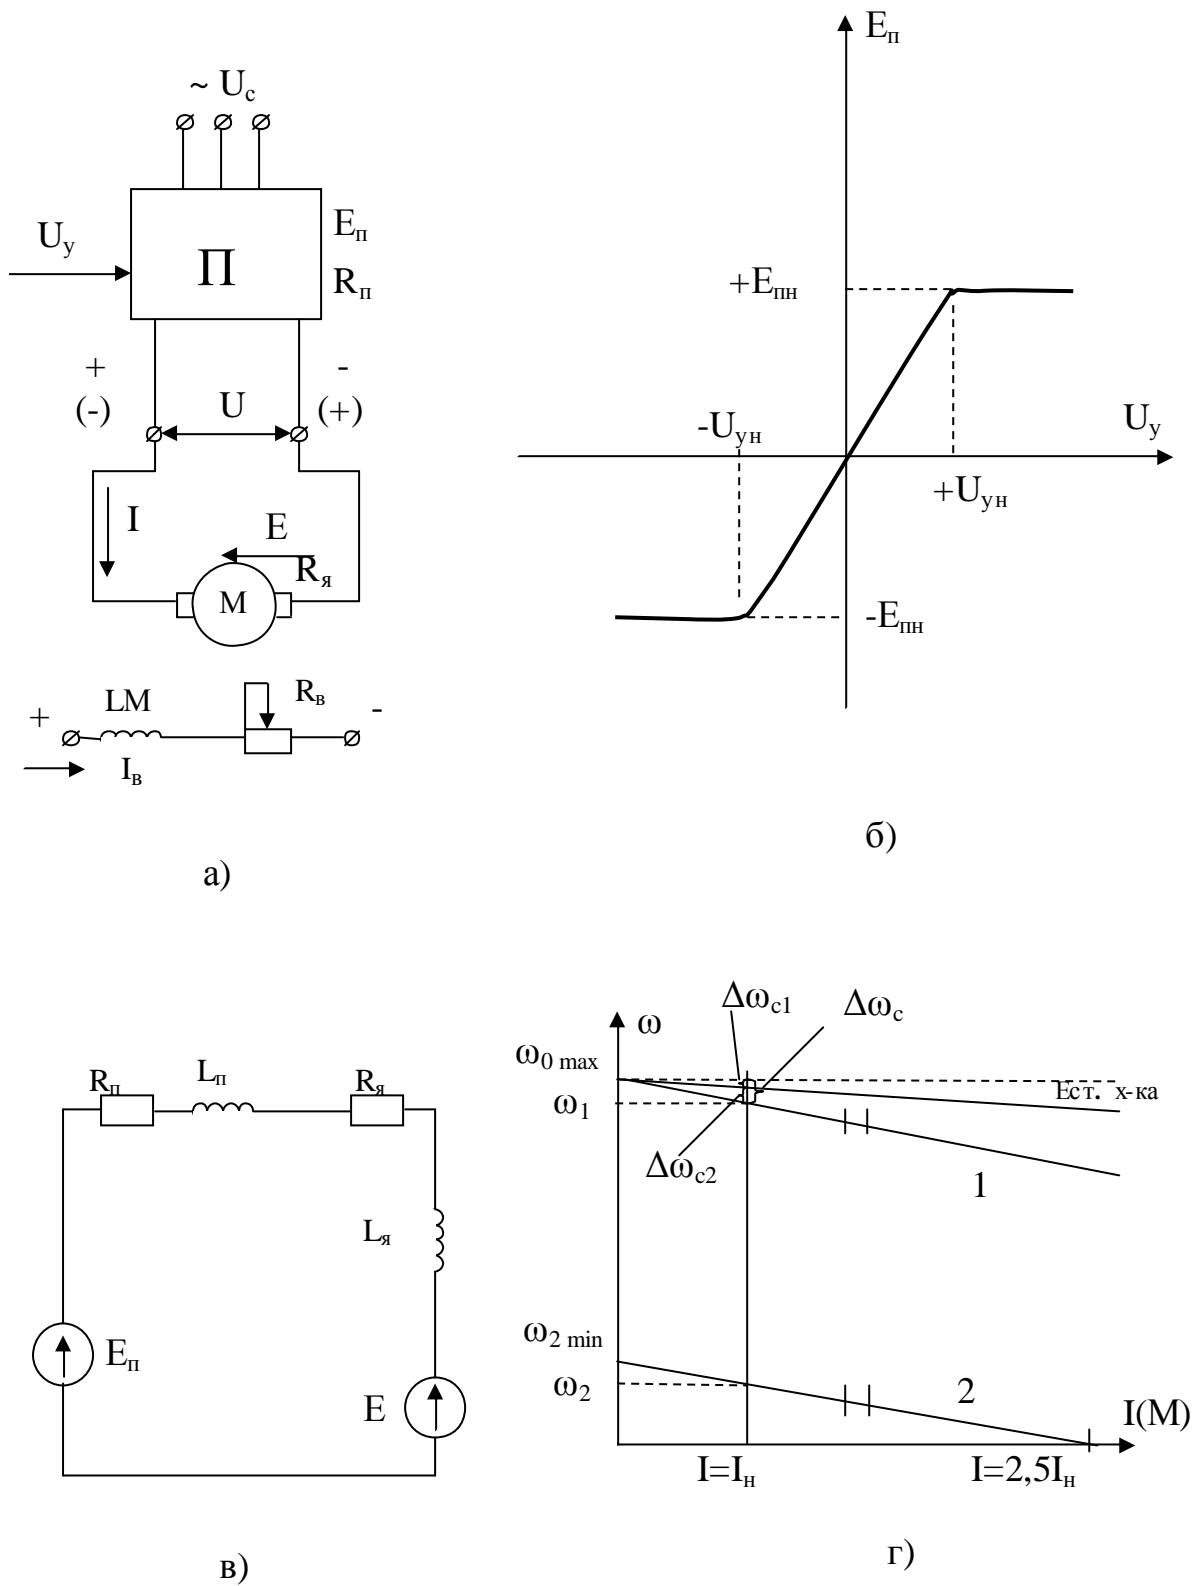 ~ Uс
Uу
П
Eп
Rп
+
(-)
U
-
(+)
I
E
Rя
М
LM
Rв
+
-
Iв
а)
Eп
+Eпн
-Uун
Uу
+Uун
-Eпн
б)
Rп
Lп
Rя
Lя
Eп
E
в)
Δωс1
Δωс
ω
ω0 max
Ест. х-ка
ω1
Δωс2
1
ω2 min
ω2
2
I(M)
I=Iн
I=2,5Iн
г)